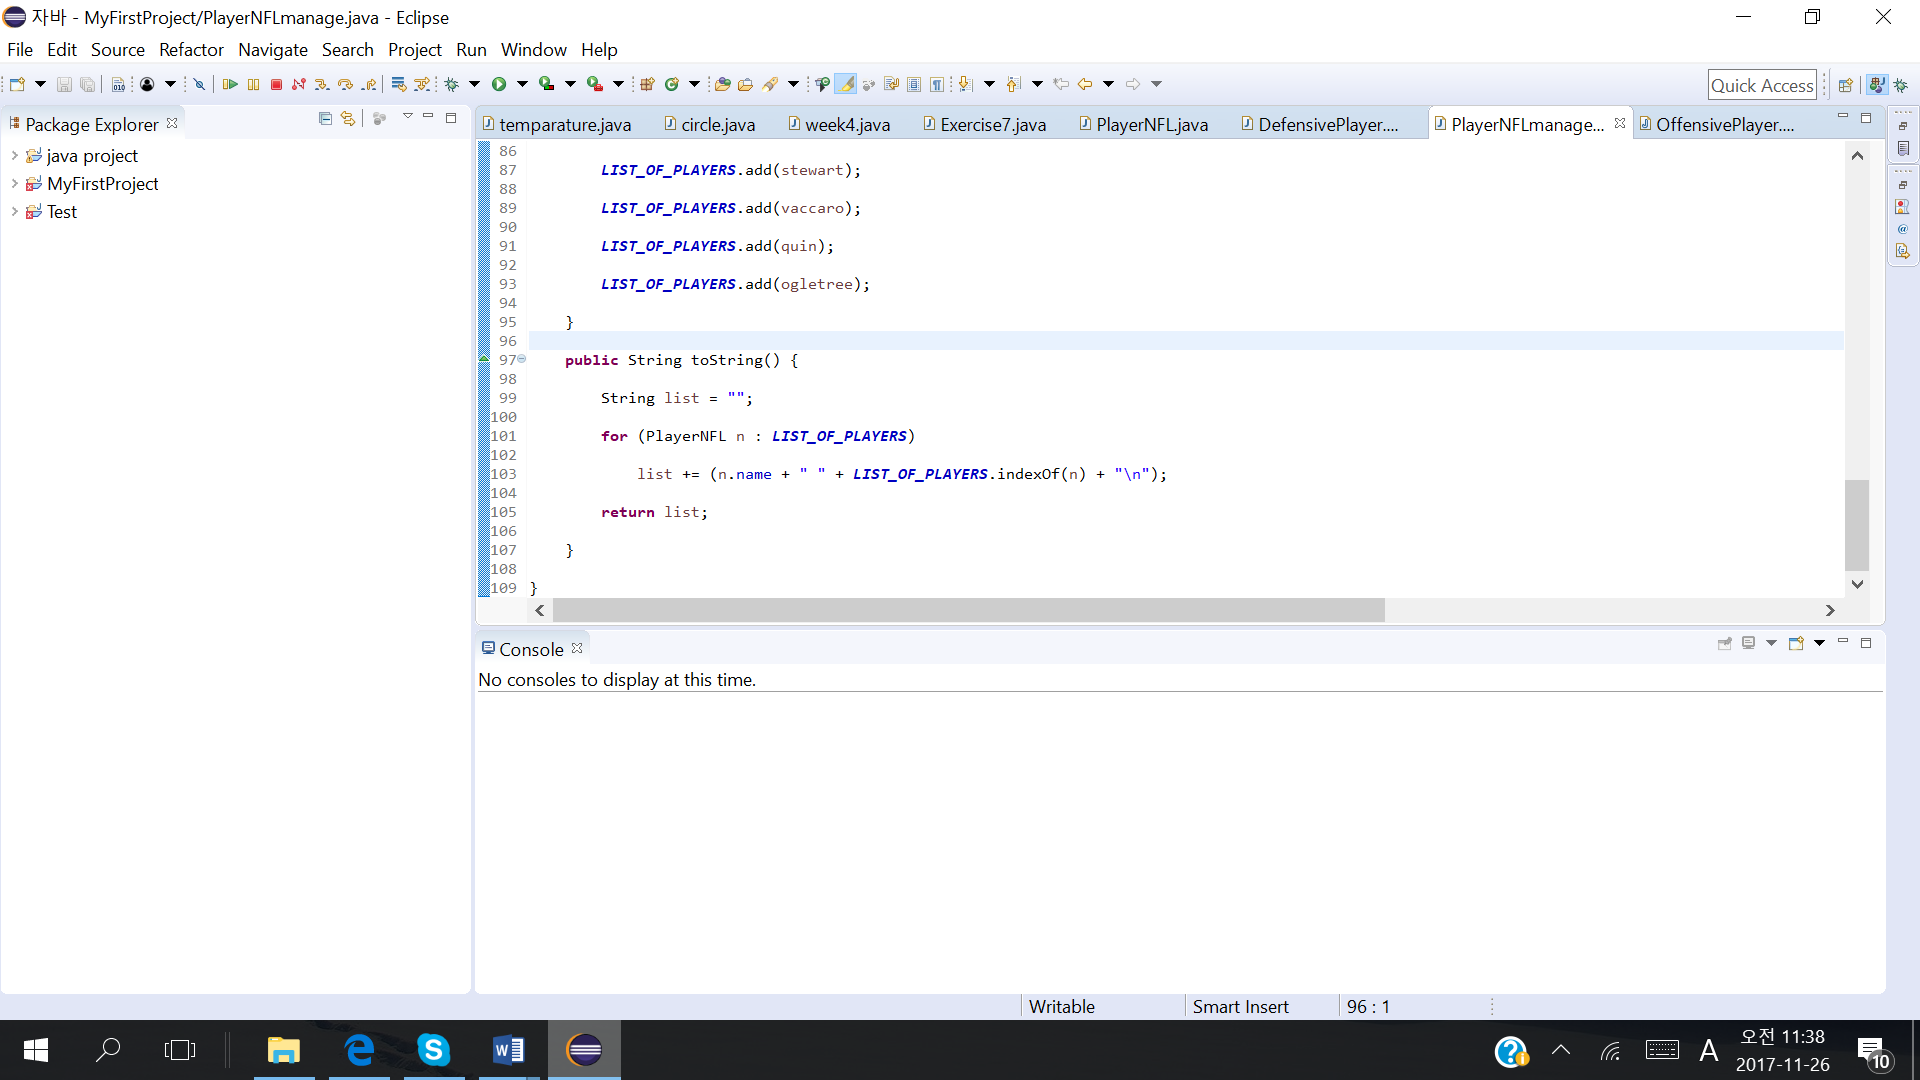 자바 - MyFirstProject/PlayerNFLmanage.java - Eclipse
File Edit Source Refactor Navigate Search Project Run Window Help
Quick Access
Package Explorer
java project
MyFirstProject
Test
temparature.java circle.java week4.java Exercise7.java PlayerNFL.java DefensivePlayer.... PlayerNFLmanage... OffensivePlayer....
86
87 LIST_OF_PLAYERS.add(stewart);
88
89 LIST_OF_PLAYERS.add(vaccaro);
90
91 LIST_OF_PLAYERS.add(quin);
92
93 LIST_OF_PLAYERS.add(ogletree);
94
95 }
96
97 public String toString() {
98
99 String list = "";
100
101 for (PlayerNFL n : LIST_OF_PLAYERS)
102
103 list += (n.name + " " + LIST_OF_PLAYERS.indexOf(n) + "\n");
104
105 return list;
106
107 }
108
109 }
Console
No consoles to display at this time.
Writable Smart Insert 96 : 1
A
오전 11:38
2017-11-26
10